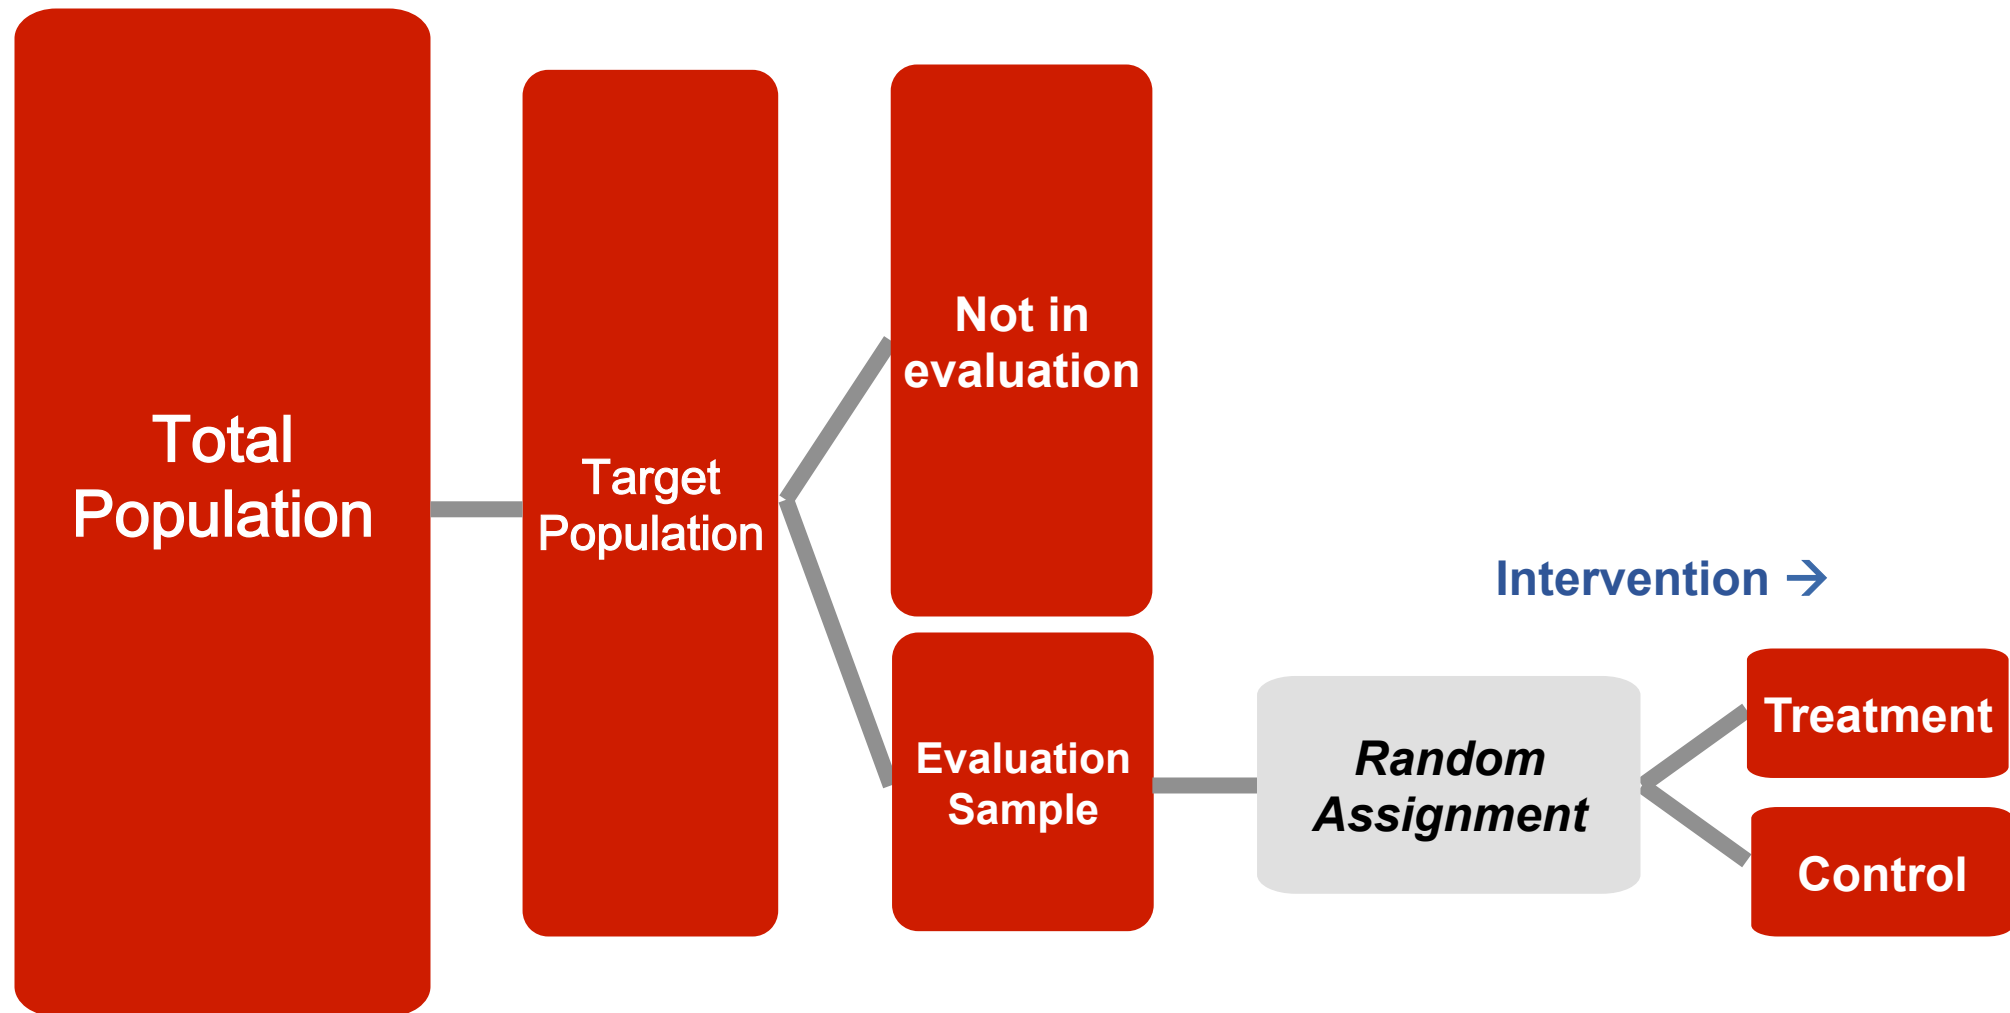 Total
Population
Target
Population
Not in
evaluation
Evaluation
Sample
Random
Assignment
Intervention →
Treatment
Control